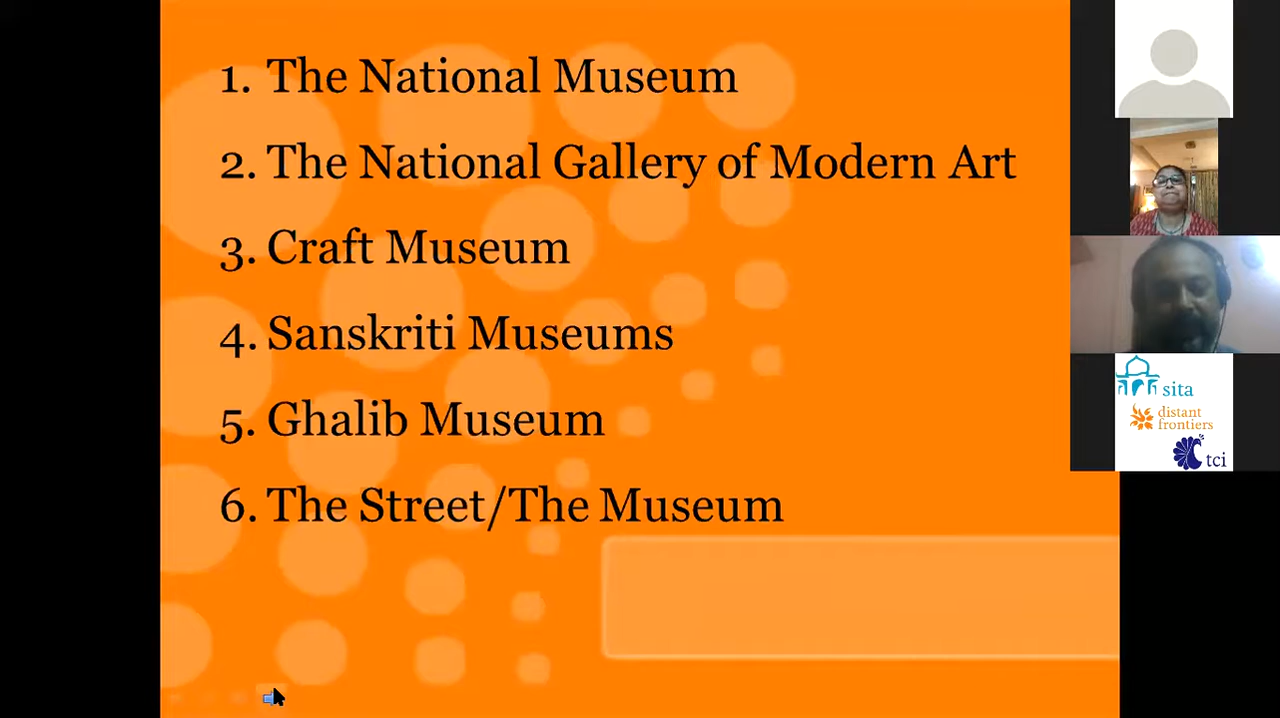 1. The National Museum
2. The National Gallery of Modern Art
3. Craft Museum
4. Sanskriti Museums
5. Ghalib Museum
6. The Street/The Museum
sita
distant
frontiers
tci